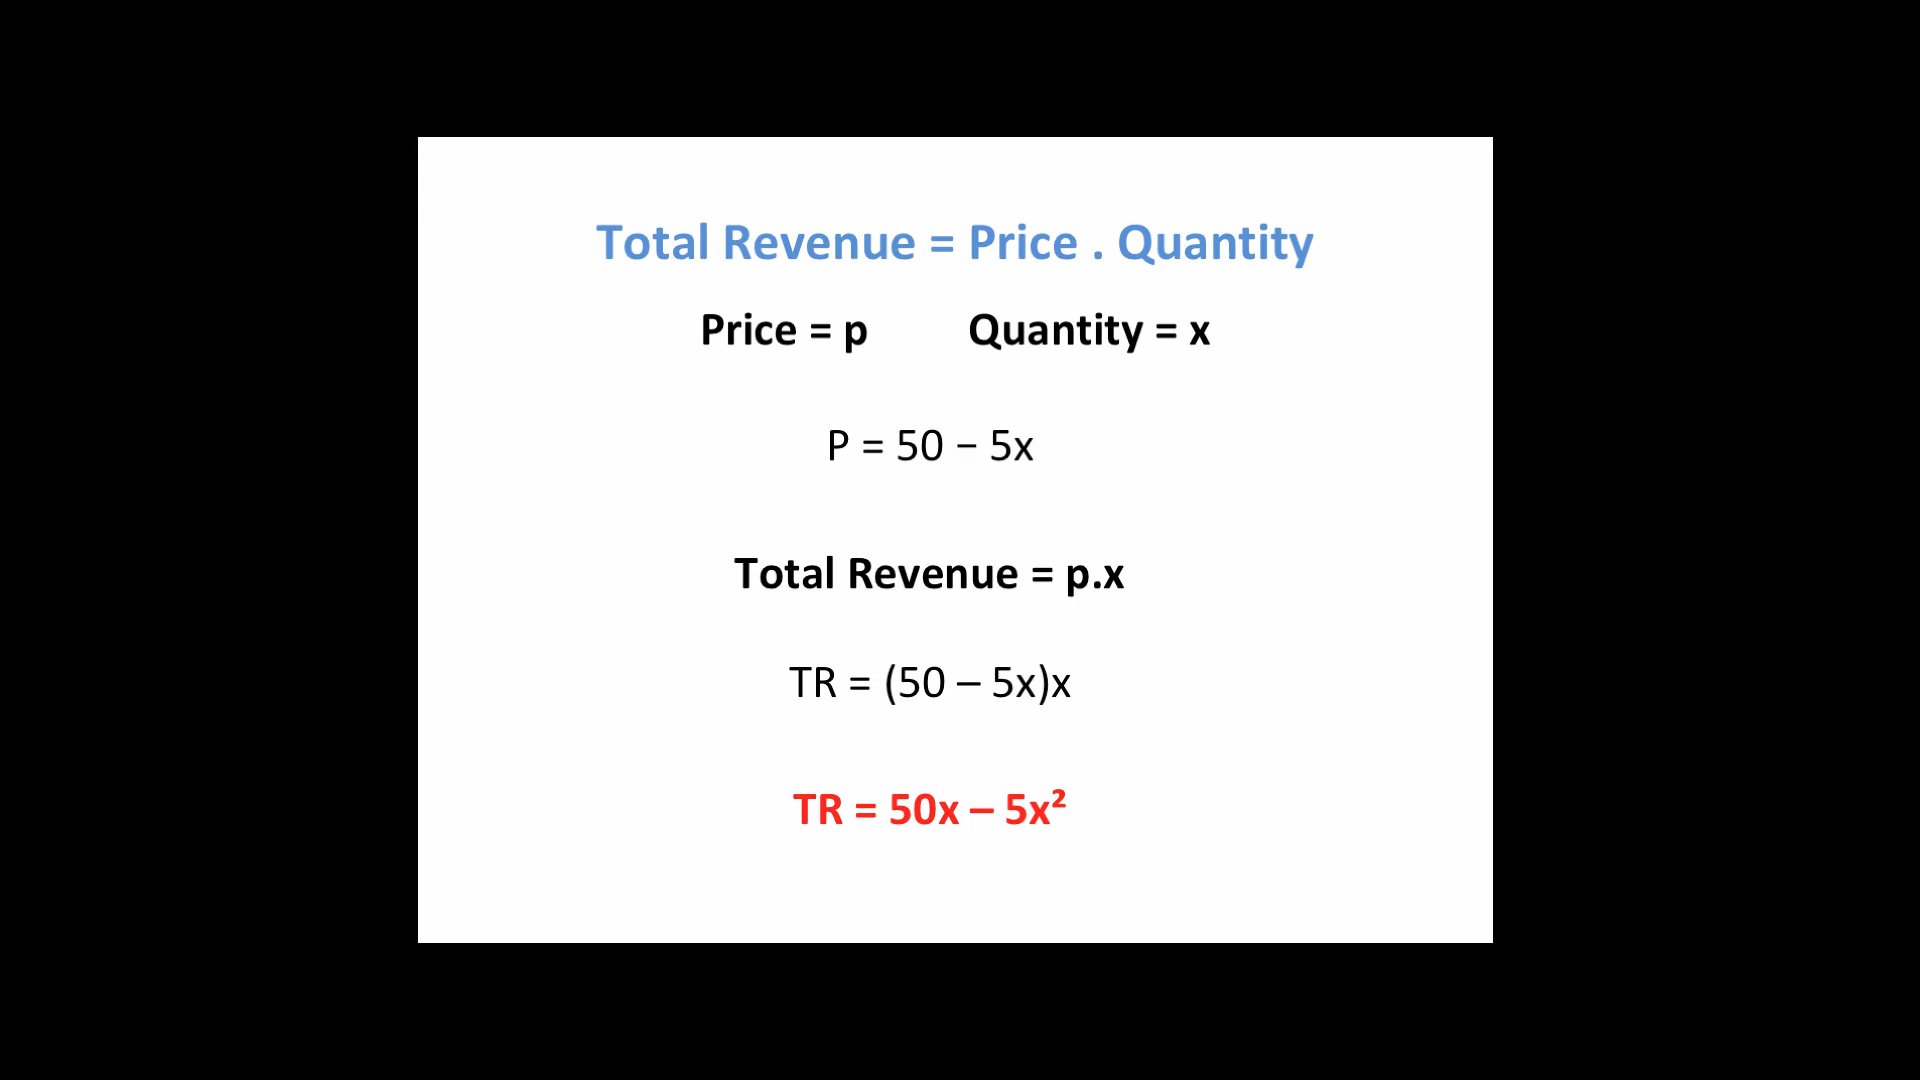 Total Revenue = Price . Quantity
Price = p Quantity = x
P = 50 − 5x
Total Revenue = p.x
TR = (50 – 5x)x
TR = 50x – 5x²